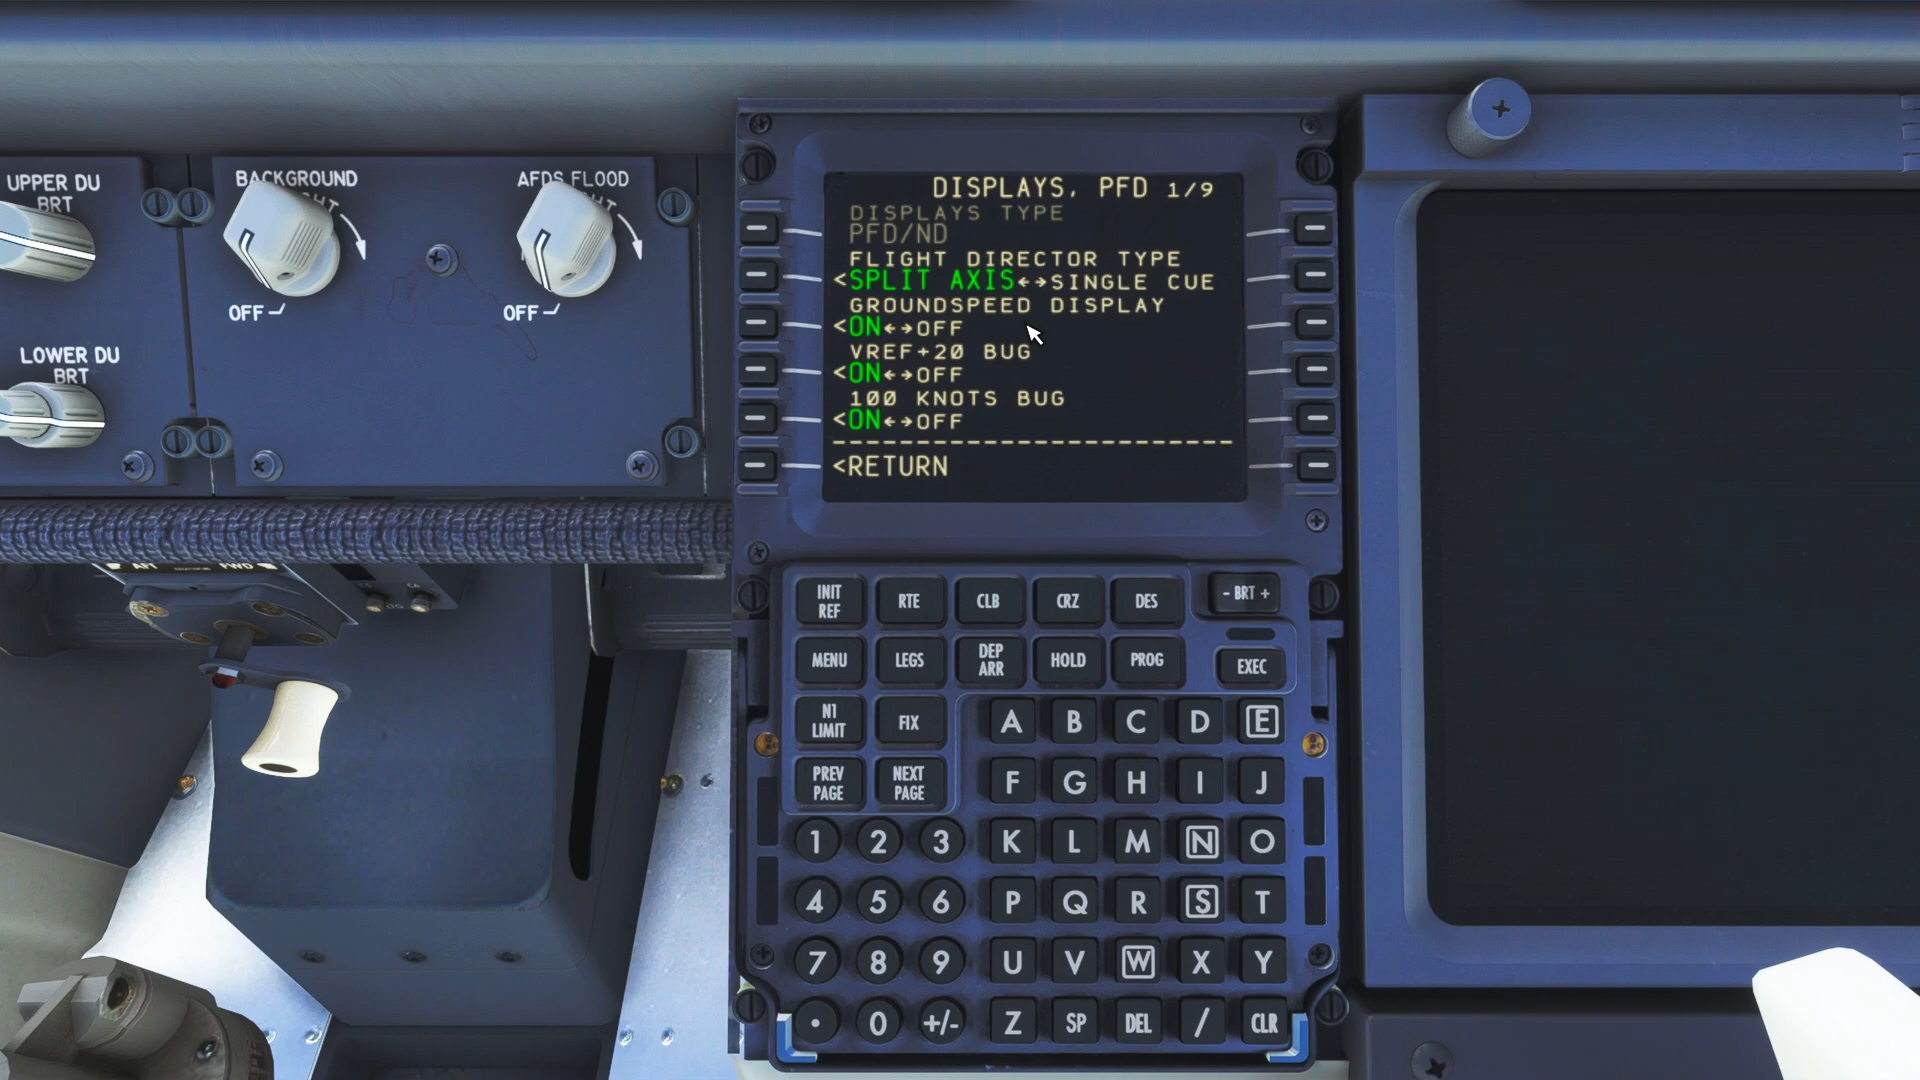 UPPER DU
BRT
BACKGROUND
OFF
AFDS FLOOD
OFF
LOWER DU
BRT
AFT
FWD
DISPLAYS, PFD 1/9
DISPLAYS TYPE
PFD/ND
FLIGHT DIRECTOR TYPE
<SPLIT AXIS←→SINGLE CUE
GROUNDSPEED DISPLAY
<ON←→OFF
VREF+20 BUG
<ON←→OFF
100 KNOTS BUG
<ON←→OFF
------------------------
<RETURN
INIT REF RTE CLB CRZ DES - BRT +
MENU LEGS DEP ARR HOLD PROG EXEC
N1 LIMIT FIX A B C D E
PREV PAGE NEXT PAGE F G H I J
1 2 3 K L M N O
4 5 6 P Q R S T
7 8 9 U V W X Y
. 0 +/- Z SP DEL / CLR